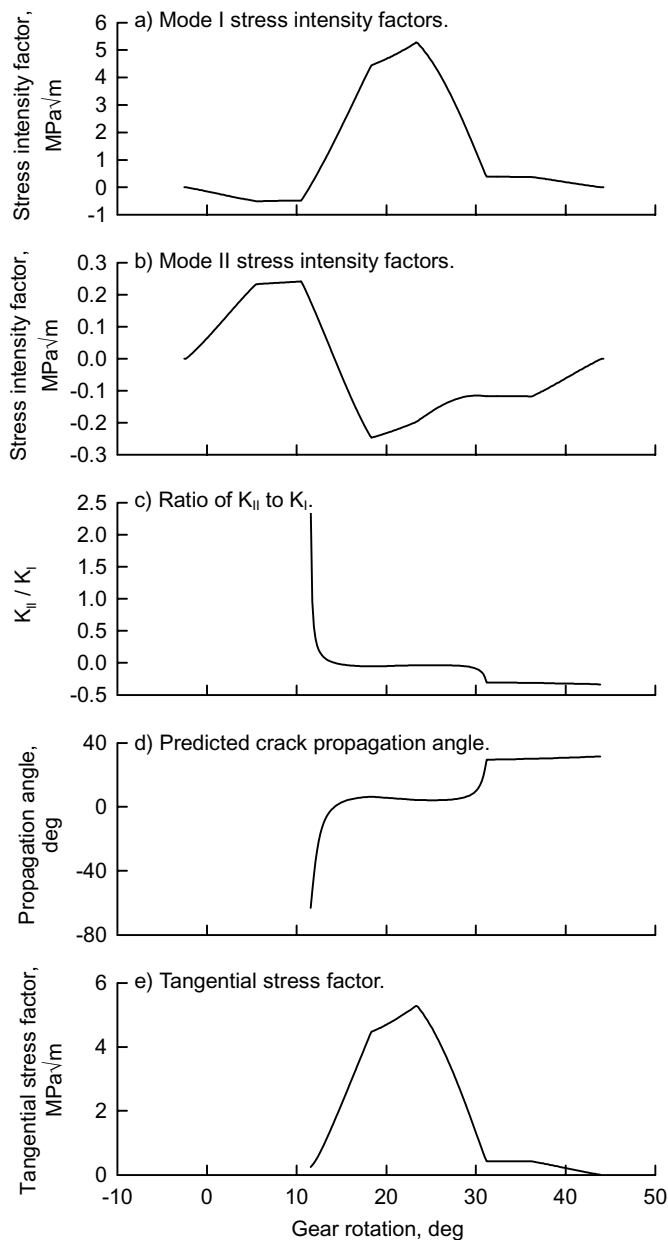 a) Mode I stress intensity factors.
Stress intensity factor,
MPa√m
6
5
4
3
2
1
0
-1
b) Mode II stress intensity factors.
Stress intensity factor,
MPa√m
0.3
0.2
0.1
0.0
-0.1
-0.2
-0.3
c) Ratio of K_II to K_I.
K_II / K_I
2.5
2.0
1.5
1.0
0.5
0.0
-0.5
d) Predicted crack propagation angle.
Propagation angle,
deg
40
0
-40
-80
e) Tangential stress factor.
Tangential stress factor,
MPa√m
6
4
2
0
-10 0 10 20 30 40 50
Gear rotation, deg